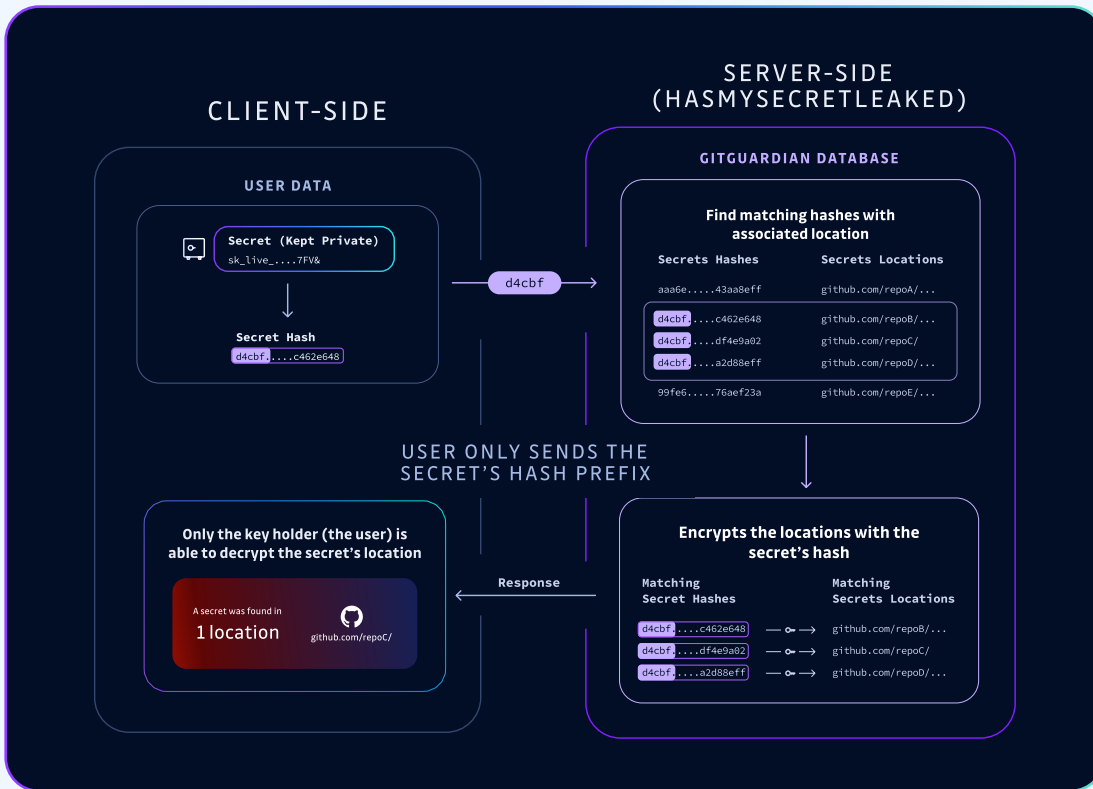 CLIENT-SIDE
USER DATA
Secret (Kept Private)
sk_live_....7FV&
Secret Hash
d4cbf.....c462e648
d4cbf
SERVER-SIDE
(HASMYSECRETLEAKED)
GITGUARDIAN DATABASE
Find matching hashes with
associated location
Secrets Hashes Secrets Locations
aaa6e.....43aa8eff github.com/repoA/...
d4cbf.....c462e648 github.com/repoB/...
d4cbf.....df4e9a02 github.com/repoC/
d4cbf.....a2d88eff github.com/repoD/...
99fe6.....76aef23a github.com/repoE/...
USER ONLY SENDS THE
SECRET’S HASH PREFIX
Encrypts the locations with the
secret’s hash
Matching Matching
Secret Hashes Secrets Locations
d4cbf.....c462e648 github.com/repoB/...
d4cbf.....df4e9a02 github.com/repoC/
d4cbf.....a2d88eff github.com/repoD/...
Response
Only the key holder (the user) is
able to decrypt the secret’s location
A secret was found in
1 location
github.com/repoC/